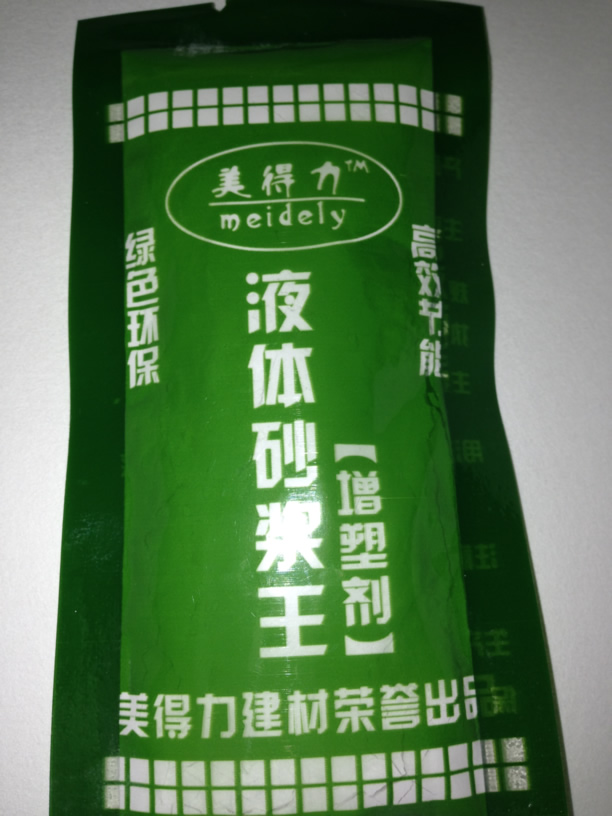 美得力™
meidely
绿色环保
高效节能
液体砂浆王
【增塑剂】
美得力建材荣誉出品